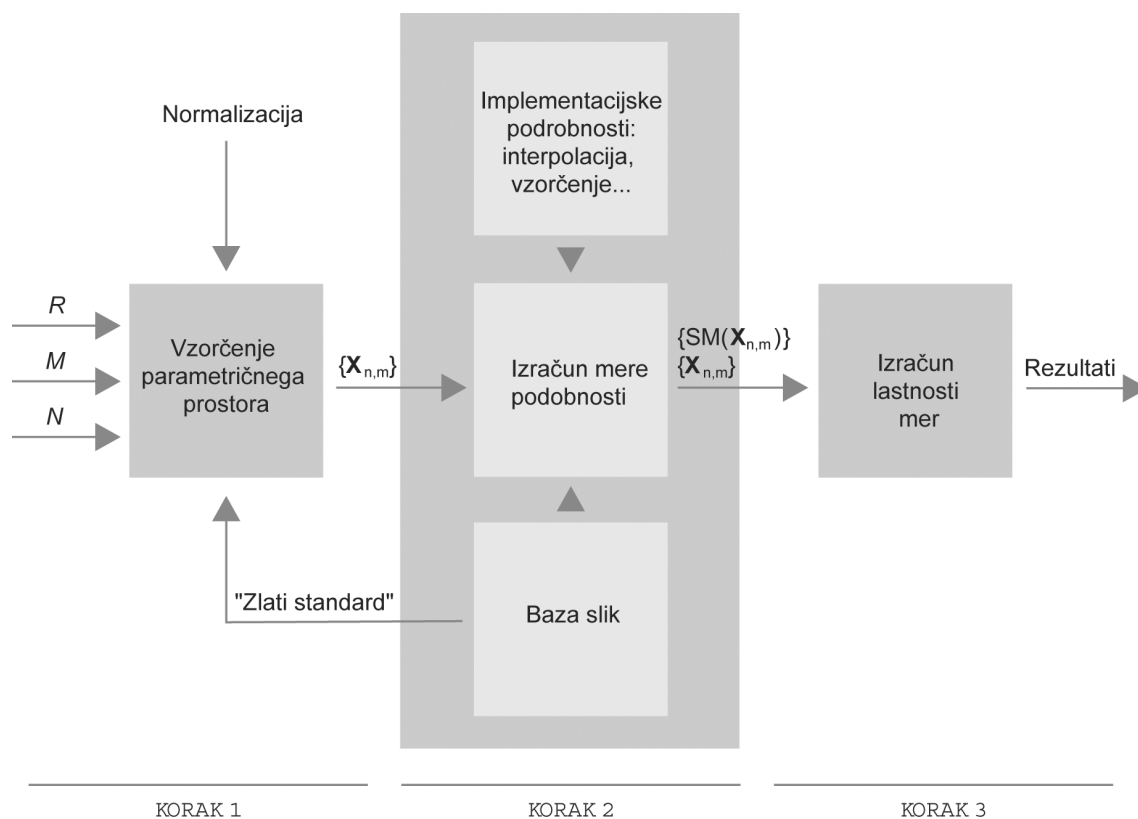 Normalizacija
R
M
N
Vzorčenje
parametričnega
prostora
{Xn,m}
"Zlati standard"
Implementacijske
podrobnosti:
interpolacija,
vzorčenje...
Izračun mere
podobnosti
Baza slik
{SM(Xn,m)}
{Xn,m}
Izračun
lastnosti
mer
Rezultati
KORAK 1
KORAK 2
KORAK 3